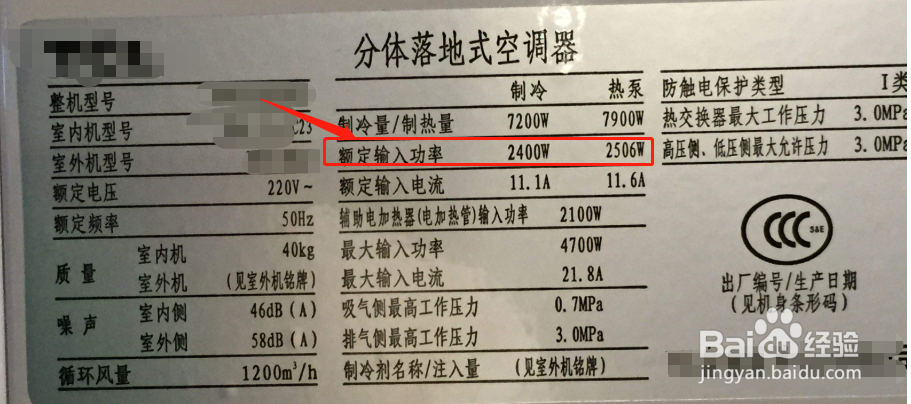 分体落地式空调器
整机型号
室内机型号 C23
室外机型号
额定电压 220V~
额定频率 50Hz
质量 室内机 40kg
室外机 (见室外机铭牌)
噪声 室内侧 46dB(A)
室外侧 58dB(A)
循环风量 1200m³/h
制冷 热泵
制冷量/制热量 7200W 7900W
额定输入功率 2400W 2506W
额定输入电流 11.1A 11.6A
辅助电加热器(电加热管)输入功率 2100W
最大输入功率 4700W
最大输入电流 21.8A
吸气侧最高工作压力 0.7MPa
排气侧最高工作压力 3.0MPa
制冷剂名称/注入量 (见室外机铭牌)
防触电保护类型 I类
热交换器最大工作压力 3.0MPa
高压侧、低压侧最大允许压力 3.0MPa
CCC S&E
出厂编号/生产日期
(见机身条形码)
Baidu经验
jingyan.baidu.com